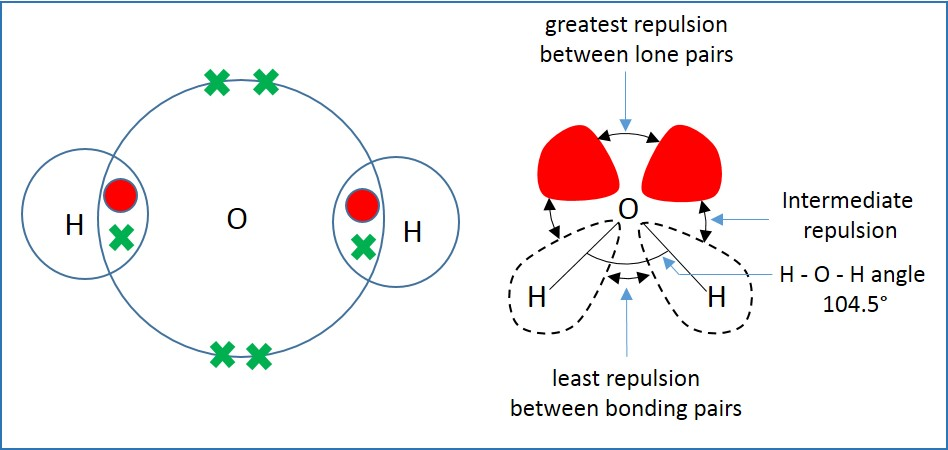 H
O
H
greatest repulsion
between lone pairs
O
Intermediate
repulsion
H - O - H angle
104.5°
H
H
least repulsion
between bonding pairs